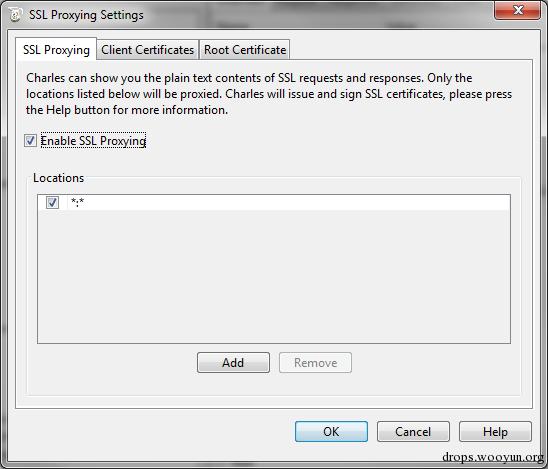 SSL Proxying Settings
SSL Proxying Client Certificates Root Certificate
Charles can show you the plain text contents of SSL requests and responses. Only the
locations listed below will be proxied. Charles will issue and sign SSL certificates, please press
the Help button for more information.
Enable SSL Proxying
Locations
*:*
Add Remove
OK Cancel Help
drops.wooyun.org